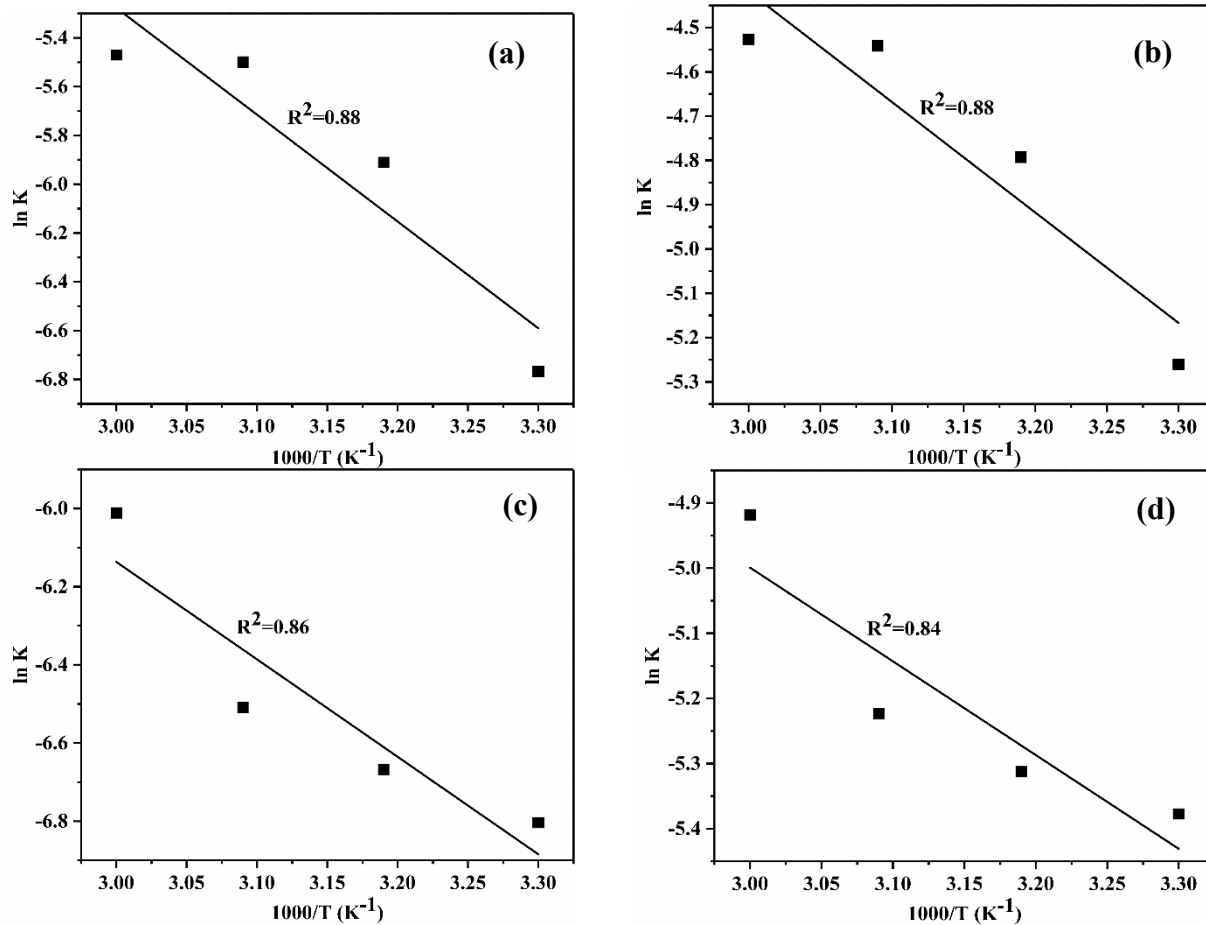 (a)
R²=0.88
ln K
-5.4
-5.6
-5.8
-6.0
-6.2
-6.4
-6.6
-6.8
3.00 3.05 3.10 3.15 3.20 3.25 3.30
1000/T (K⁻¹)
(b)
R²=0.88
ln K
-4.5
-4.6
-4.7
-4.8
-4.9
-5.0
-5.1
-5.2
-5.3
3.00 3.05 3.10 3.15 3.20 3.25 3.30
1000/T (K⁻¹)
(c)
R²=0.86
ln K
-6.0
-6.2
-6.4
-6.6
-6.8
3.00 3.05 3.10 3.15 3.20 3.25 3.30
1000/T (K⁻¹)
(d)
R²=0.84
ln K
-4.9
-5.0
-5.1
-5.2
-5.3
-5.4
3.00 3.05 3.10 3.15 3.20 3.25 3.30
1000/T (K⁻¹)